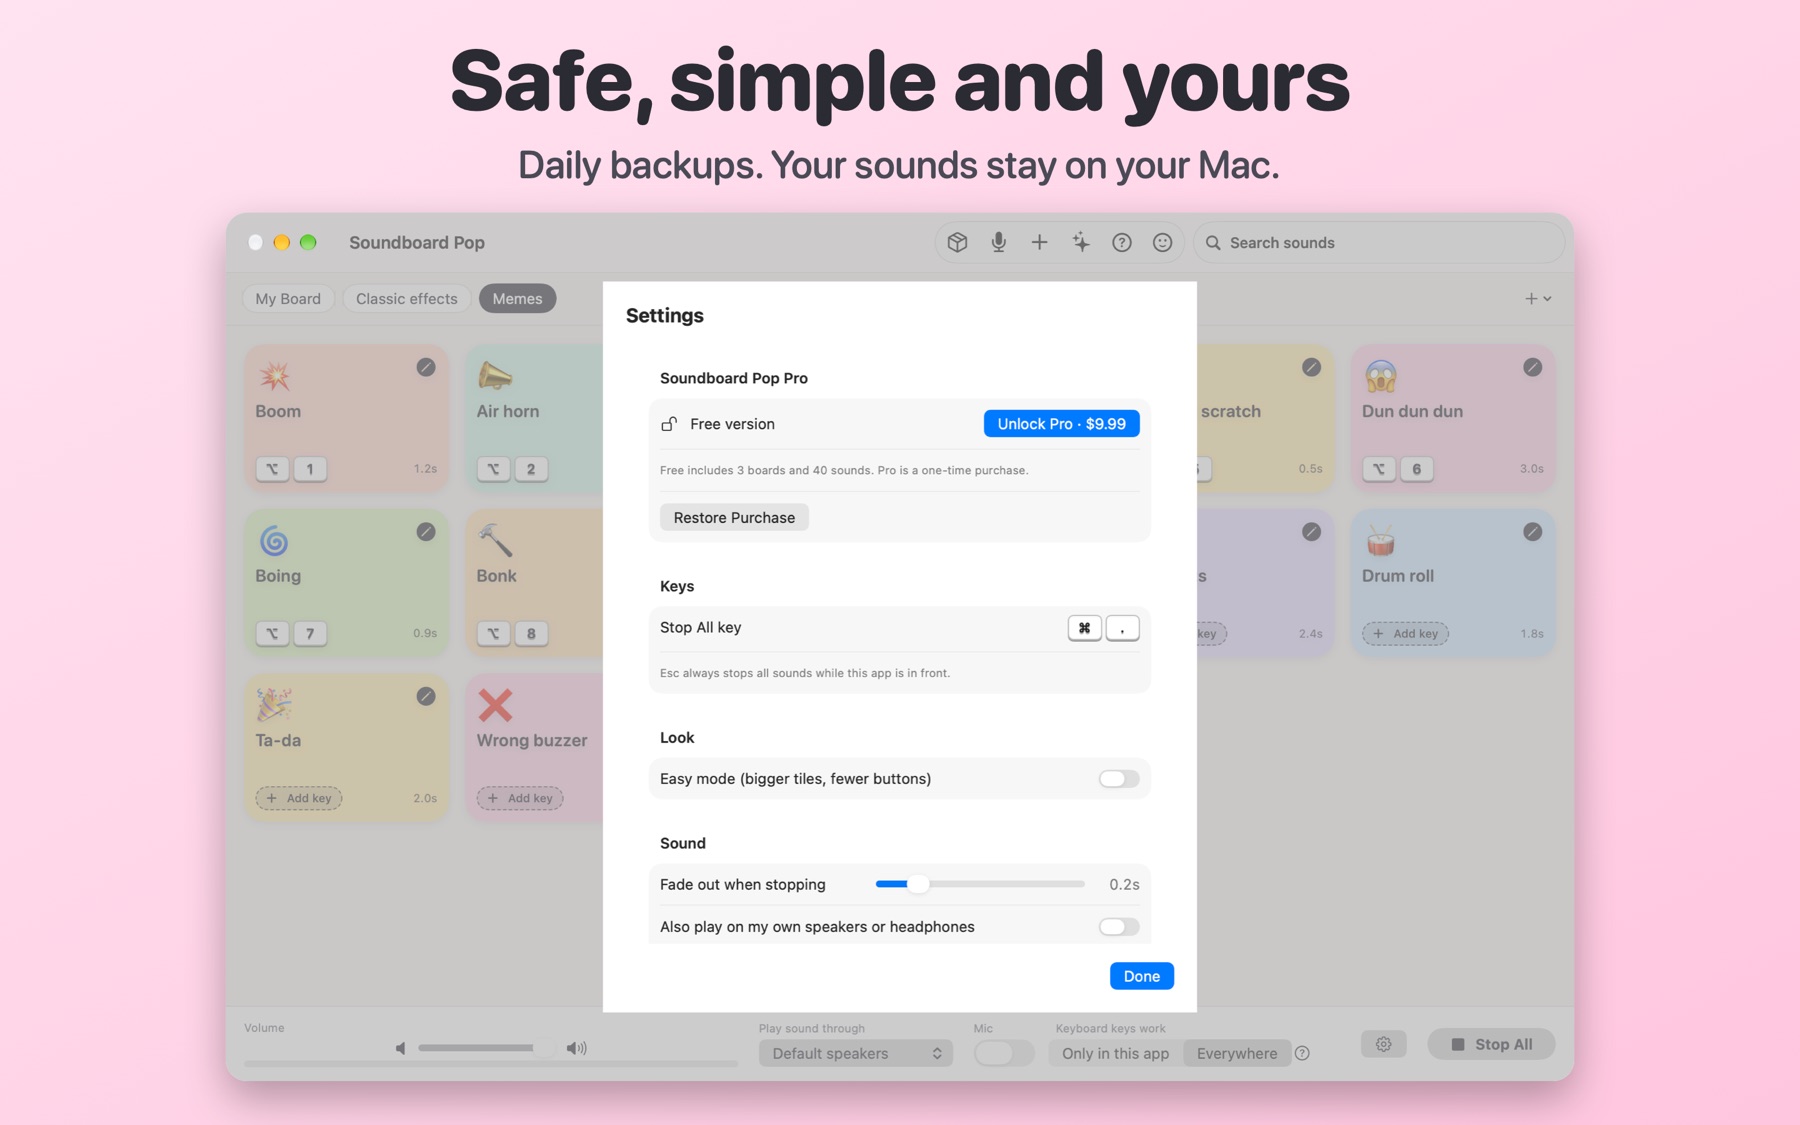 Safe, simple and yours
Daily backups. Your sounds stay on your Mac.
Soundboard Pop
Search sounds
My Board
Classic effects
Memes
Settings
Soundboard Pop Pro
Free version
Unlock Pro · $9.99
Free includes 3 boards and 40 sounds. Pro is a one-time purchase.
Restore Purchase
Keys
Stop All key
⌘ ,
Esc always stops all sounds while this app is in front.
Look
Easy mode (bigger tiles, fewer buttons)
Sound
Fade out when stopping
0.2s
Also play on my own speakers or headphones
Done
Boom
⌥ 1
1.2s
Air horn
⌥ 2
scratch
0.5s
Dun dun dun
⌥ 6
3.0s
Boing
⌥ 7
0.9s
Bonk
⌥ 8
s
key
2.4s
Drum roll
+ Add key
1.8s
Ta-da
+ Add key
2.0s
Wrong buzzer
+ Add key
Volume
Play sound through
Default speakers
Mic
Keyboard keys work
Only in this app
Everywhere
Stop All